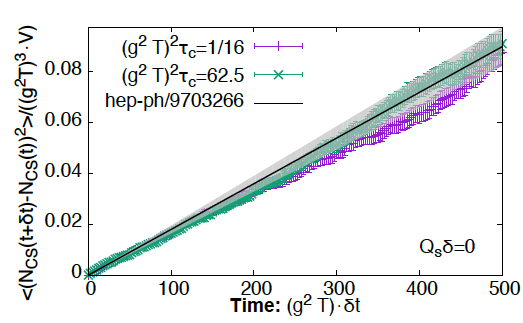 <(N_CS(t+δt)-N_CS(t))²>/((g²T)³·V)
0.08
0.06
0.04
0.02
0
(g² T)²τ_c=1/16
(g² T)²τ_c=62.5
hep-ph/9703266
Q_sδ=0
0 100 200 300 400 500
Time: (g² T)·δt